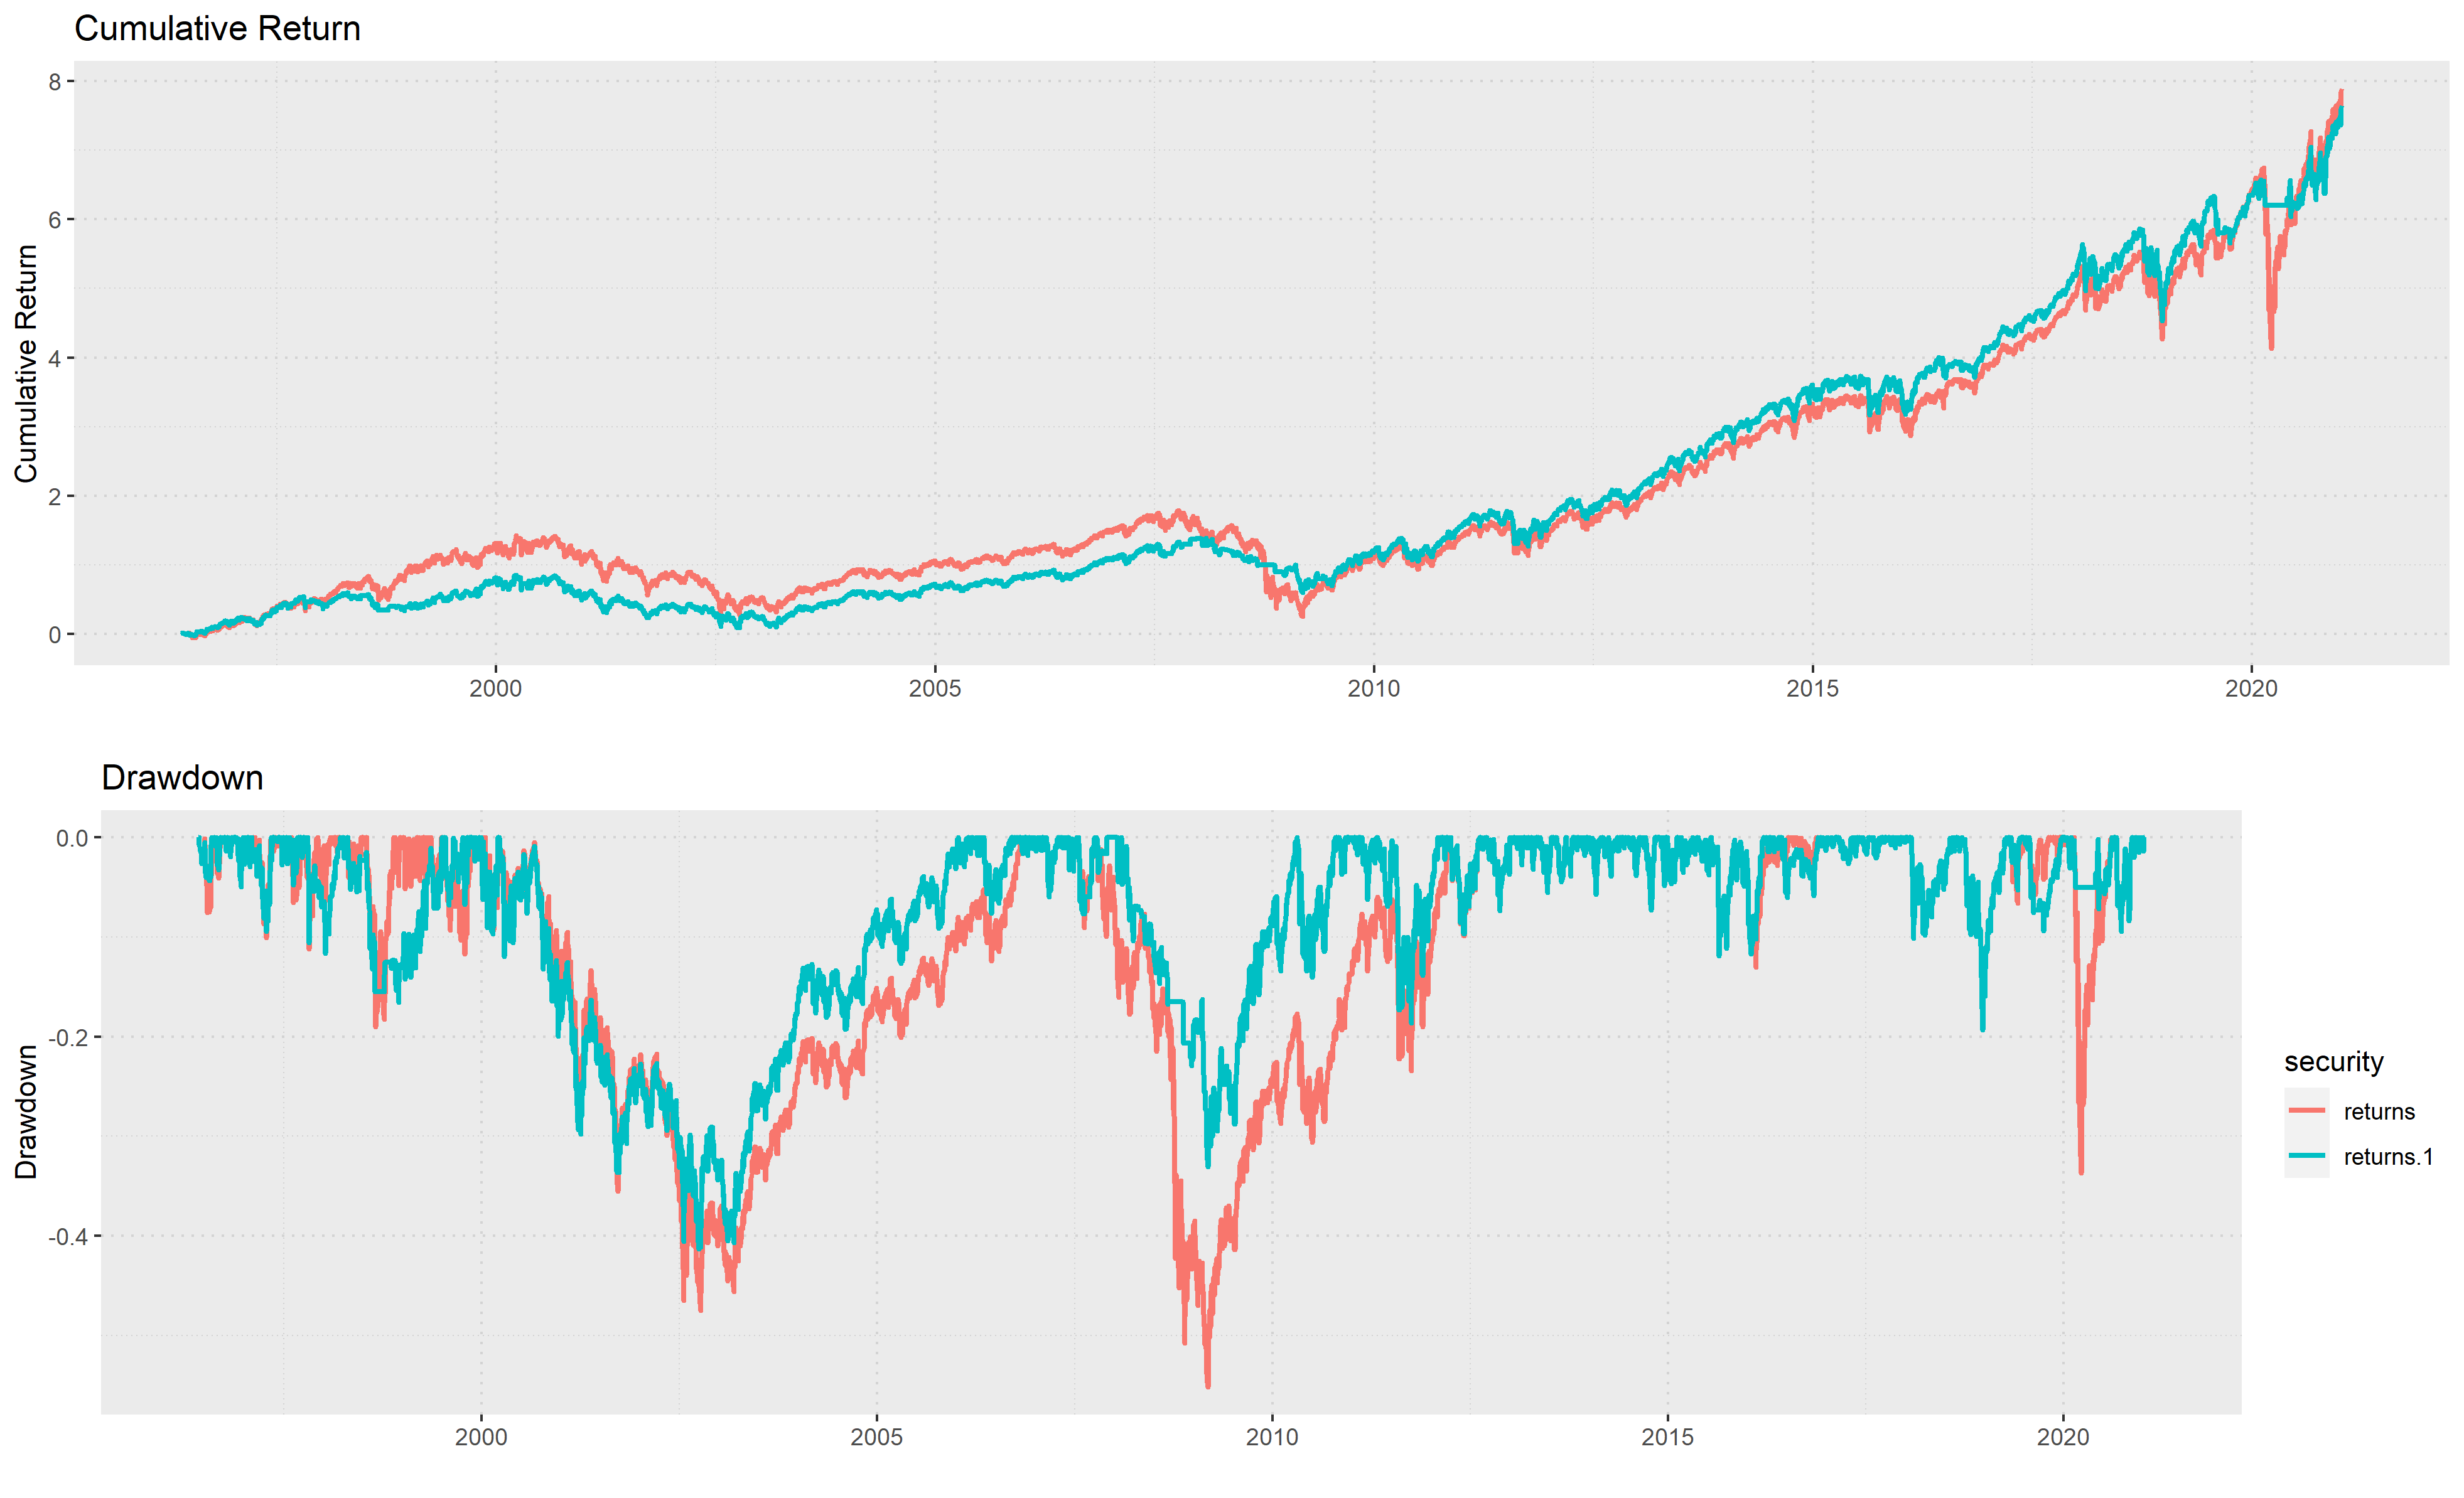 Cumulative Return
Cumulative Return
8
6
4
2
0
2000 2005 2010 2015 2020
Drawdown
Drawdown
0.0
-0.2
-0.4
2000 2005 2010 2015 2020
security
returns
returns.1